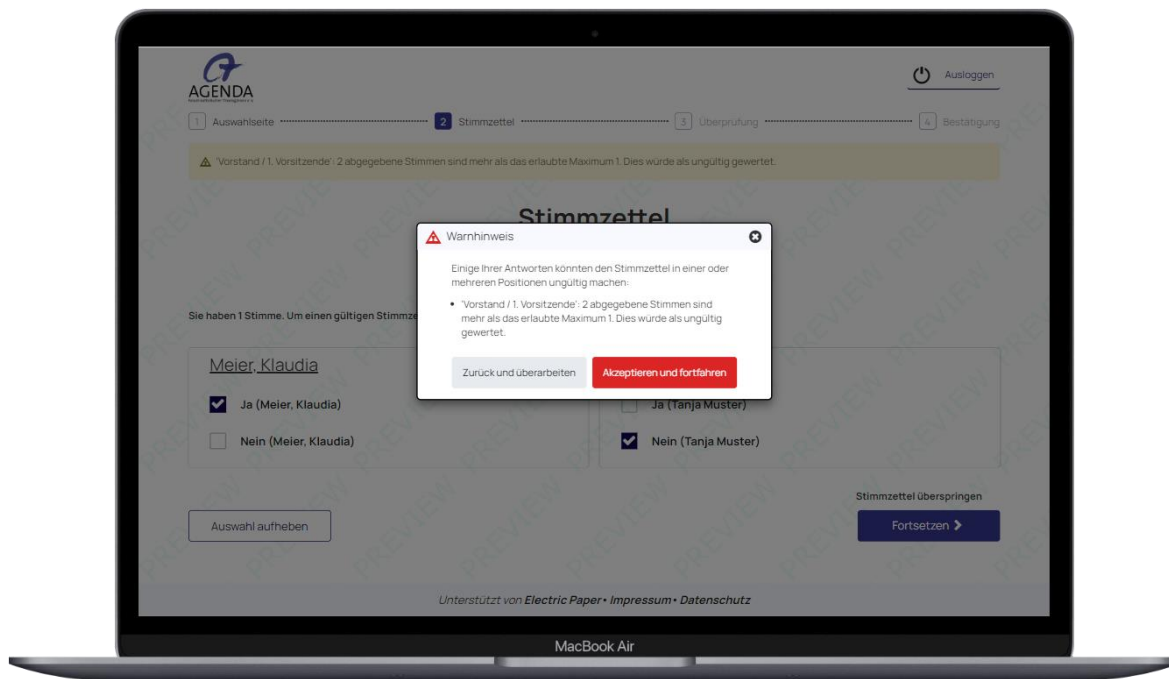 AGENDA
Ausloggen
1 Auswahlseite
2 Stimmzettel
3 Überprüfung
4 Bestätigung
'Vorstand / 1. Vorsitzende': 2 abgegebene Stimmen sind mehr als das erlaubte Maximum 1. Dies würde als ungültig gewertet.
Stimmzettel
Warnhinweis
Einige Ihrer Antworten könnten den Stimmzettel in einer oder
mehreren Positionen ungültig machen:
• 'Vorstand / 1. Vorsitzende': 2 abgegebene Stimmen sind
mehr als das erlaubte Maximum 1. Dies würde als ungültig
gewertet.
Zurück und überarbeiten
Akzeptieren und fortfahren
Sie haben 1 Stimme. Um einen gültigen Stimmze
Meier, Klaudia
Ja (Meier, Klaudia)
Nein (Meier, Klaudia)
Ja (Tanja Muster)
Nein (Tanja Muster)
Stimmzettel überspringen
Auswahl aufheben
Fortsetzen
Unterstützt von Electric Paper • Impressum • Datenschutz
PREVIEW
MacBook Air